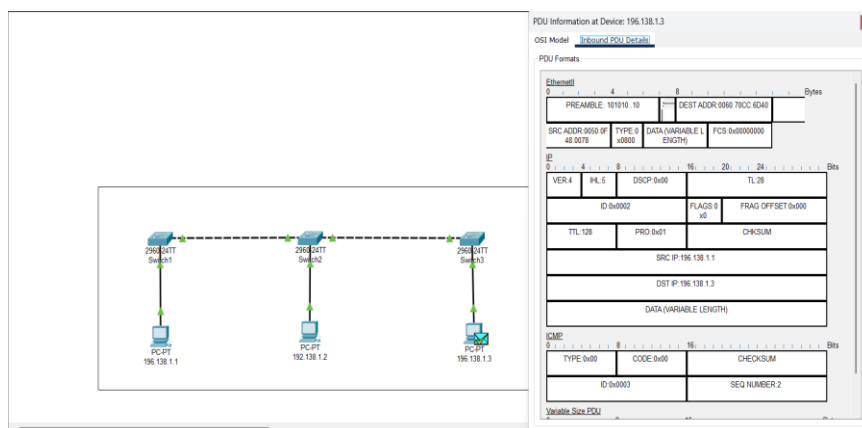 PDU Information at Device: 196.138.1.3
OSI Model Inbound PDU Details
PDU Formats
EthernetII
0 4 8 Bytes
PREAMBLE: 101010..10 DEST ADDR:0060.70CC.6D40
SRC ADDR:0050.0F
48.0078
TYPE:0
x0800
DATA (VARIABLE L
ENGTH)
FCS:0x00000000
IP
0 4 8 16 20 24 Bits
VER:4 IHL:5 DSCP:0x00 TL:28
ID:0x0002 FLAGS:0
x0
FRAG OFFSET:0x000
TTL:128 PRO:0x01 CHKSUM
SRC IP:196.138.1.1
DST IP:196.138.1.3
DATA (VARIABLE LENGTH)
ICMP
0 8 16 Bits
TYPE:0x00 CODE:0x00 CHECKSUM
ID:0x0003 SEQ NUMBER:2
Variable Size PDU
2960-24TT
Switch1
2960-24TT
Switch2
2960-24TT
Switch3
PC-PT
196.138.1.1
PC-PT
192.138.1.2
PC-PT
196.138.1.3